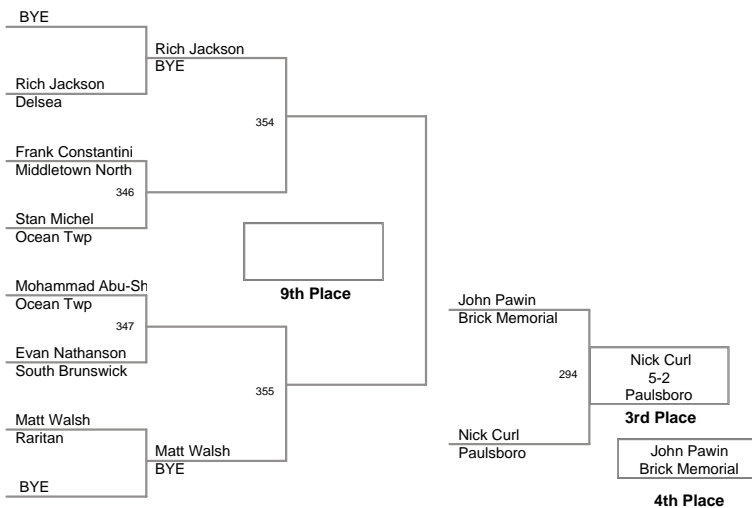 BYE
Rich Jackson
BYE
Rich Jackson
Delsea
354
Frank Constantini
Middletown North
346
Stan Michel
Ocean Twp
9th Place
Mohammad Abu-Sh
Ocean Twp
347
Evan Nathanson
South Brunswick
355
Matt Walsh
Raritan
Matt Walsh
BYE
BYE
John Pawin
Brick Memorial
294
Nick Curl
5-2
Paulsboro
3rd Place
Nick Curl
Paulsboro
John Pawin
Brick Memorial
4th Place